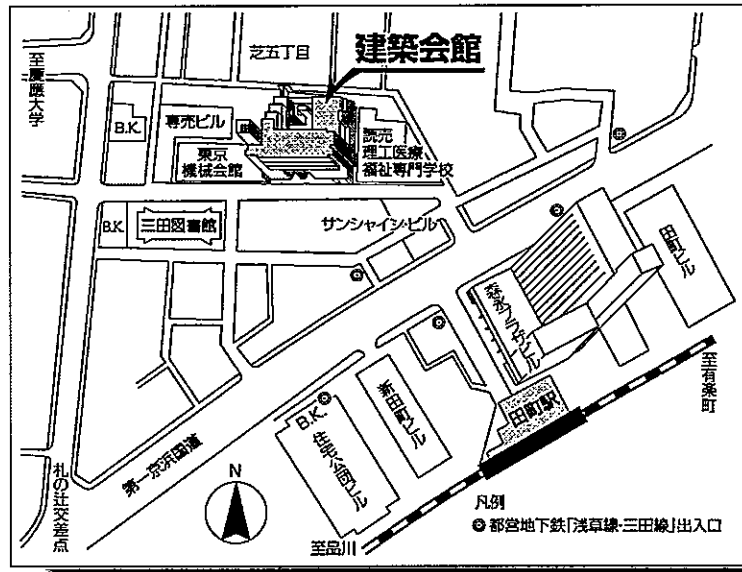 芝五丁目
建築会館
至慶應大学
B.K.
専売ビル
東京
機械会館
読売
理工医療
福祉専門学校
B.K.
三田図書館
サンシャインビル
田町ビル
森永プラザビル
至有楽町
田町駅
新田町ビル
B.K.
住宅公団ビル
第一京浜国道
札の辻交差点
N
至品川
凡例
◎ 都営地下鉄「浅草線・三田線」出入口